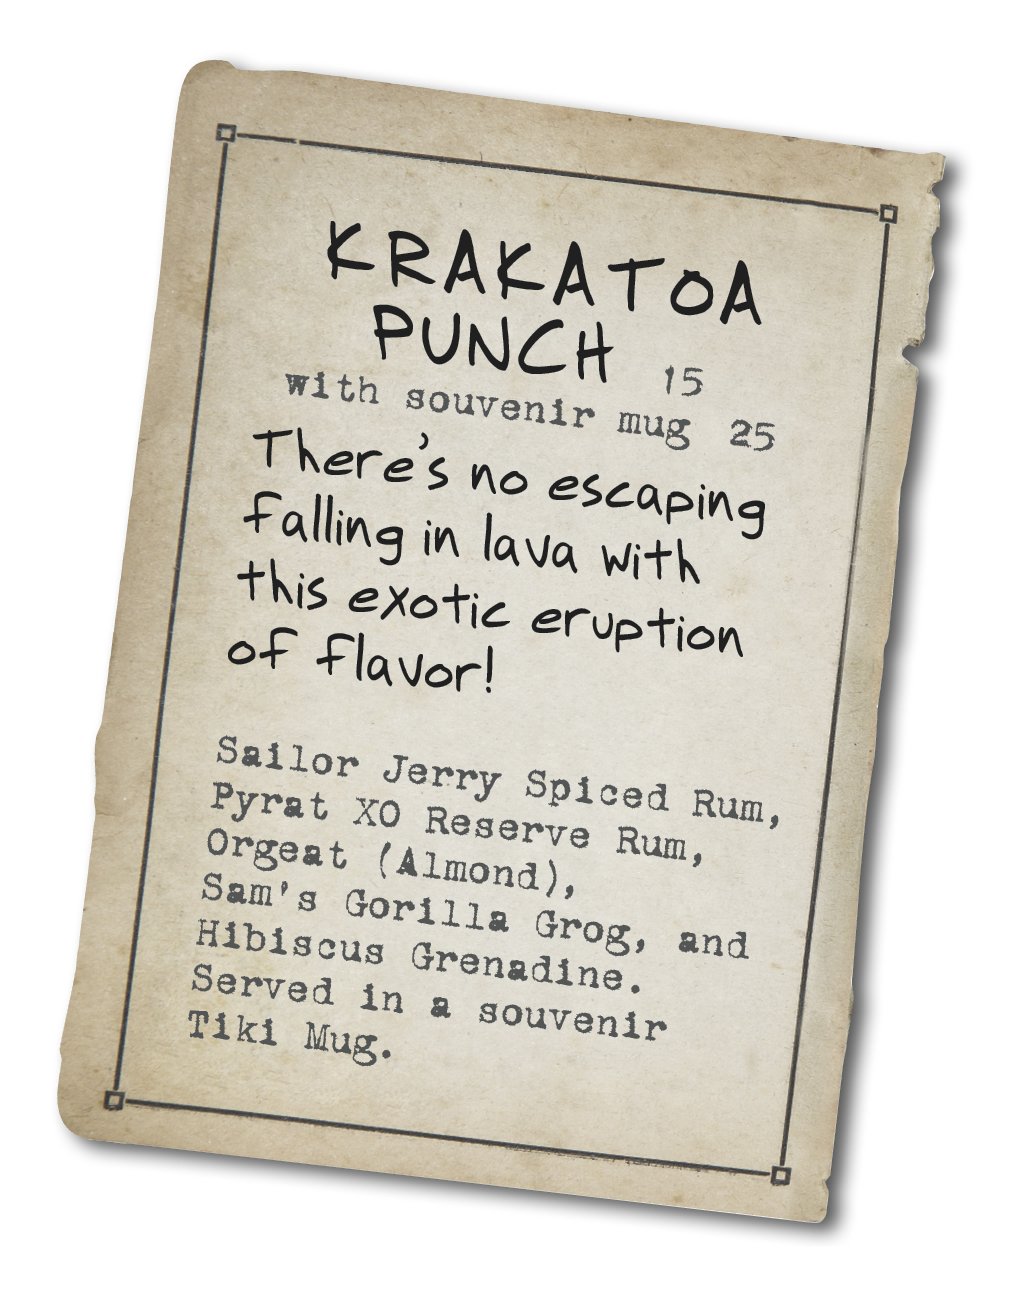 KRAKATOA
PUNCH 15
with souvenir mug 25
There's no escaping
falling in lava with
this exotic eruption
of flavor!
Sailor Jerry Spiced Rum,
Pyrat XO Reserve Rum,
Orgeat (Almond),
Sam's Gorilla Grog, and
Hibiscus Grenadine.
Served in a souvenir
Tiki Mug.